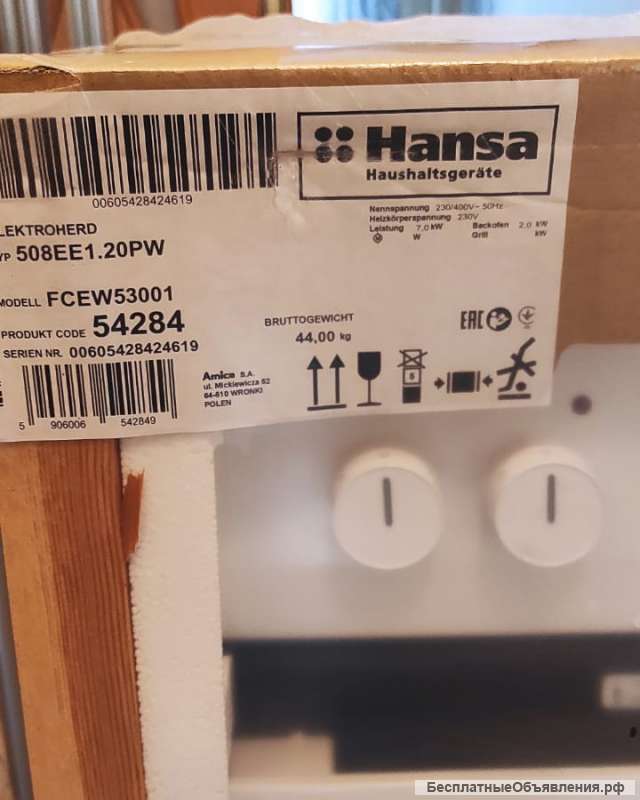 00605428424619
Hansa
Haushaltsgeräte
Nennspannung 230/400V~ 50Hz
Heizkörperspannung 230V
Leistung 7,0 kW Backofen 2,0 kW
W Grill kW
LEKTROHERD
YP 508EE1.20PW
MODELL FCEW53001
PRODUKT CODE 54284
SERIEN NR. 00605428424619
BRUTTOGEWICHT
44,00 kg
EAC
Amica S.A.
ul. Mickiewicza 52
64-510 WRONKI
POLEN
6
5 906006 542849
БесплатныеОбъявления.рф